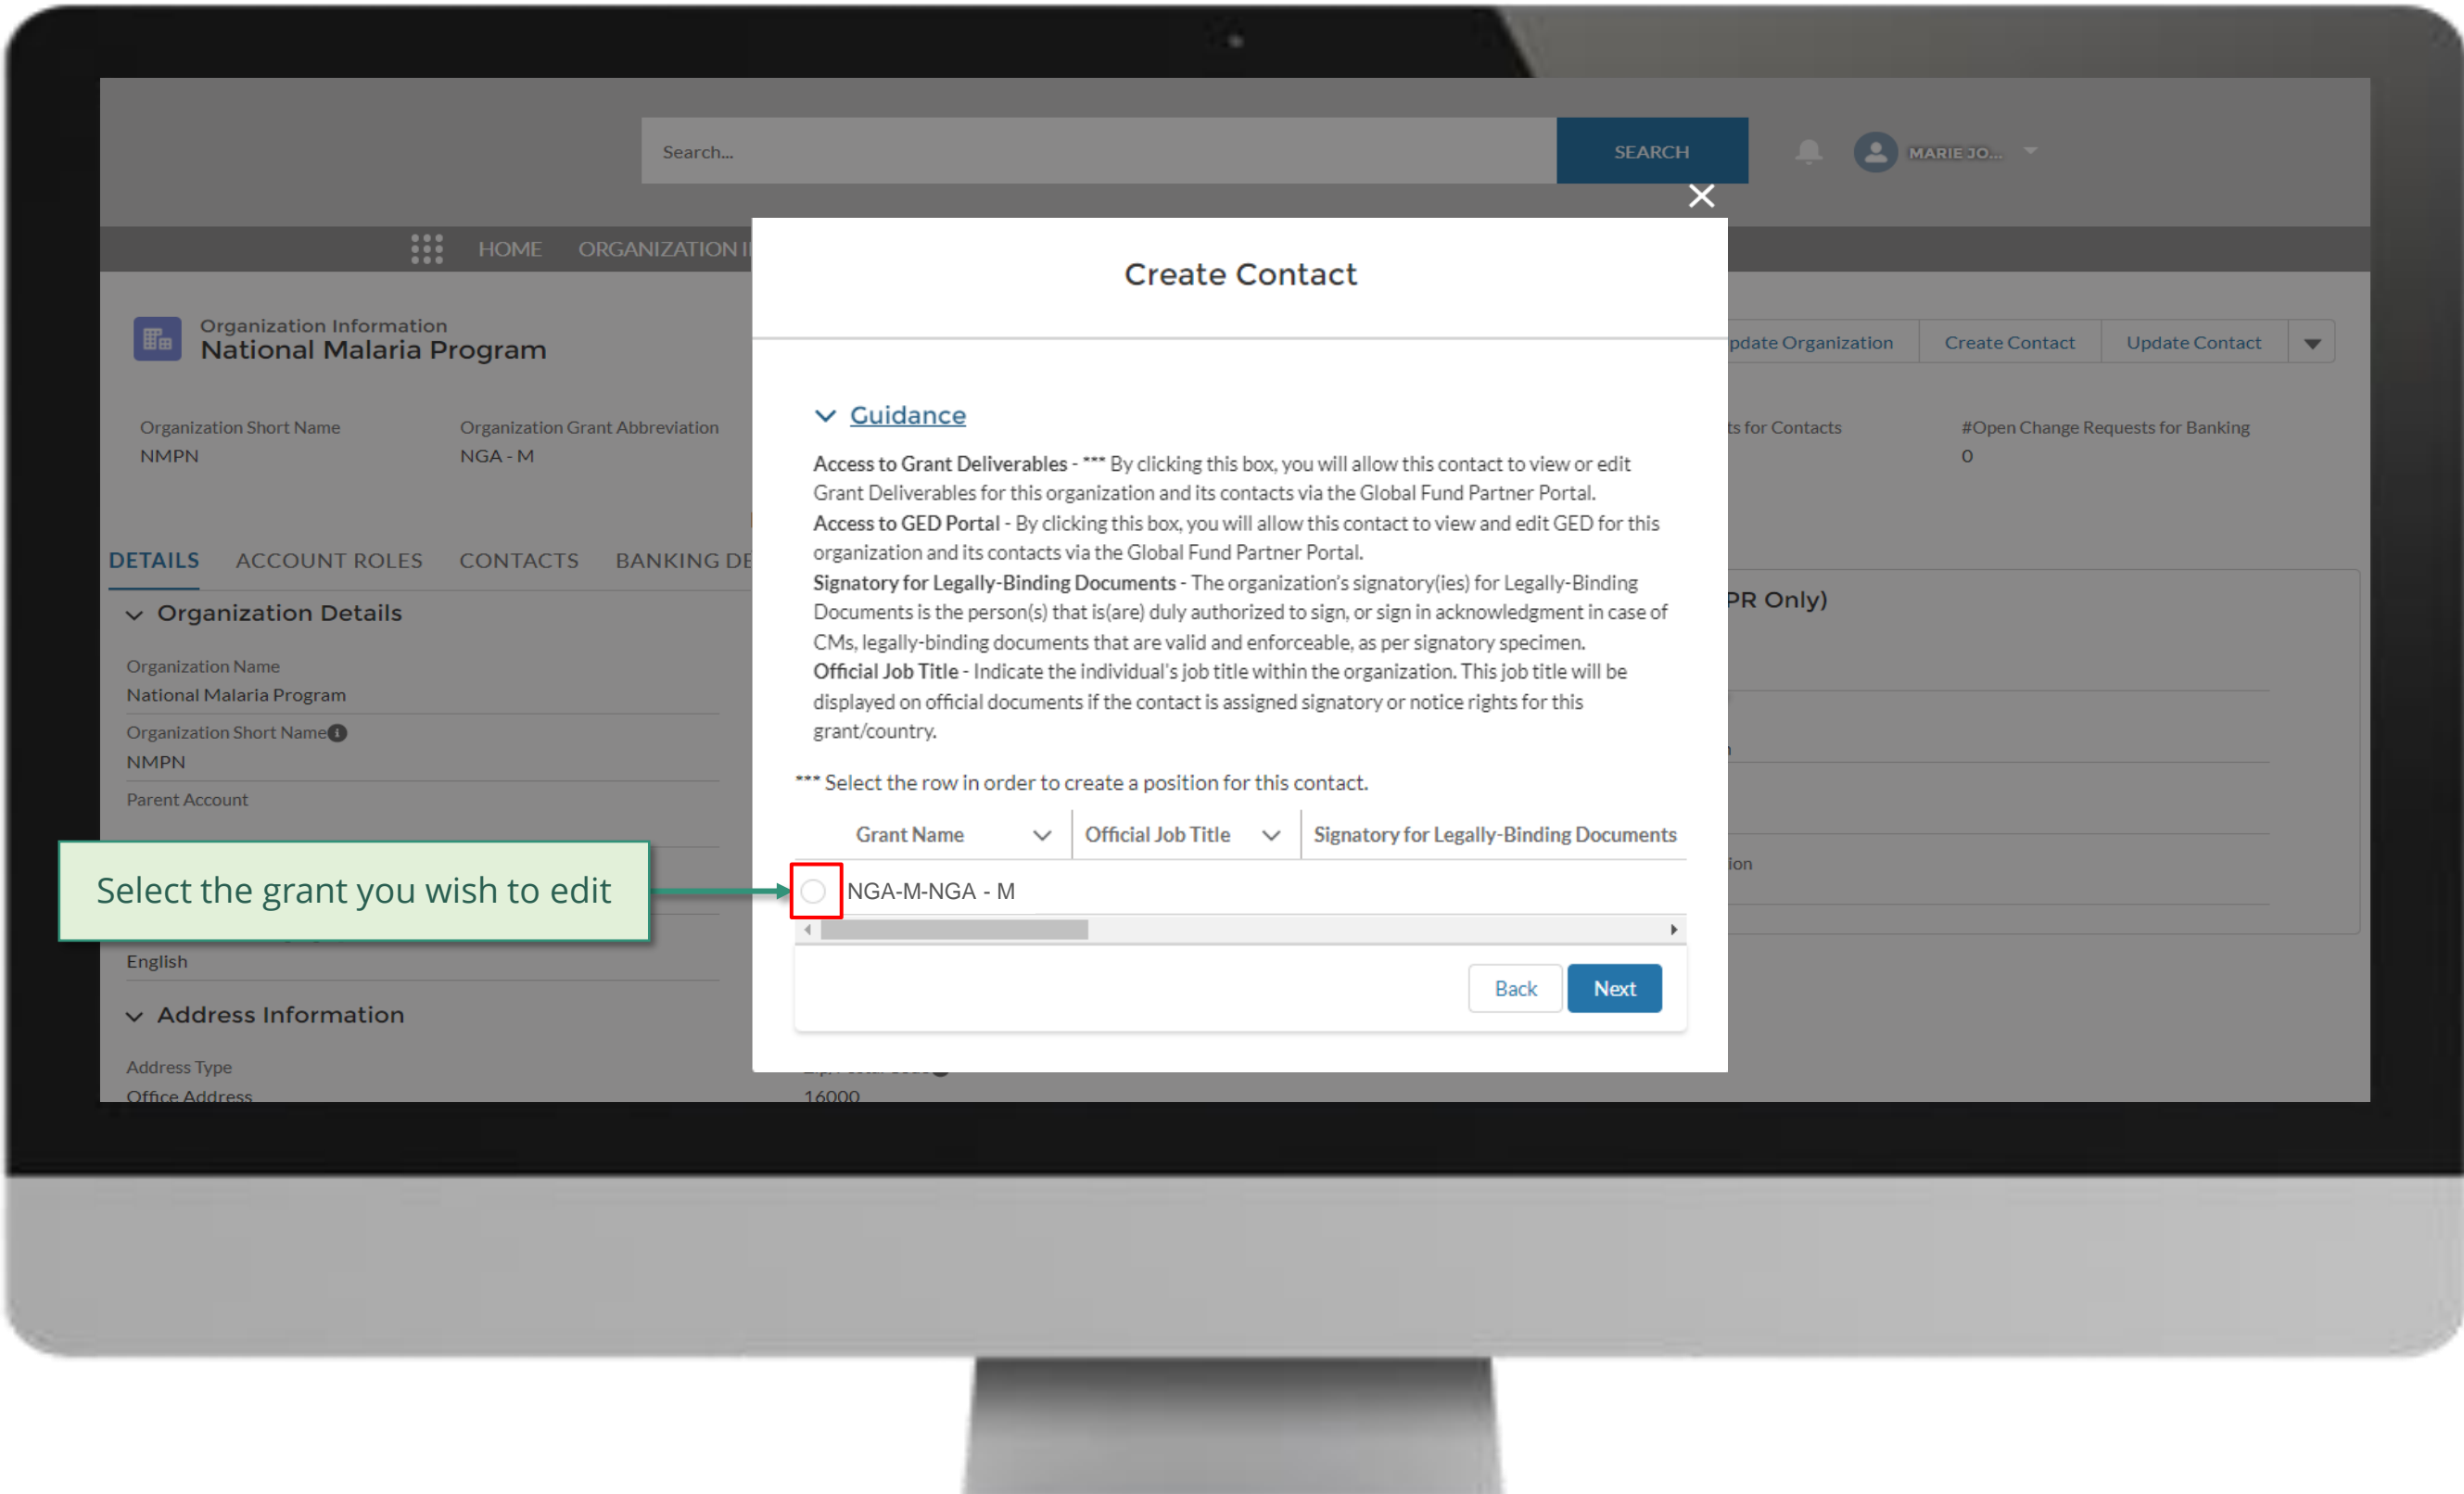 Search...
SEARCH
MARIE JO...
HOME
ORGANIZATION
Create Contact
Organization Information
National Malaria Program
Organization
Create Contact
Update Contact
Organization Short Name
NMPN
Organization Grant Abbreviation
NGA - M
for Contacts
#Open Change Requests for Banking
0
Guidance
Access to Grant Deliverables - *** By clicking this box, you will allow this contact to view or edit
Grant Deliverables for this organization and its contacts via the Global Fund Partner Portal.
Access to GED Portal - By clicking this box, you will allow this contact to view and edit GED for this
organization and its contacts via the Global Fund Partner Portal.
Signatory for Legally-Binding Documents - The organization's signatory(ies) for Legally-Binding
Documents is the person(s) that is(are) duly authorized to sign, or sign in acknowledgment in case of
CMs, legally-binding documents that are valid and enforceable, as per signatory specimen.
Official Job Title - Indicate the individual's job title within the organization. This job title will be
displayed on official documents if the contact is assigned signatory or notice rights for this
grant/country.
*** Select the row in order to create a position for this contact.
Grant Name
Official Job Title
Signatory for Legally-Binding Documents
NGA-M-NGA - M
Back
Next
DETAILS
ACCOUNT ROLES
CONTACTS
BANKING
Organization Details
PR Only)
Organization Name
National Malaria Program
Organization Short Name
NMPN
Parent Account
Select the grant you wish to edit
English
Address Information
Address Type
Office Address
16000